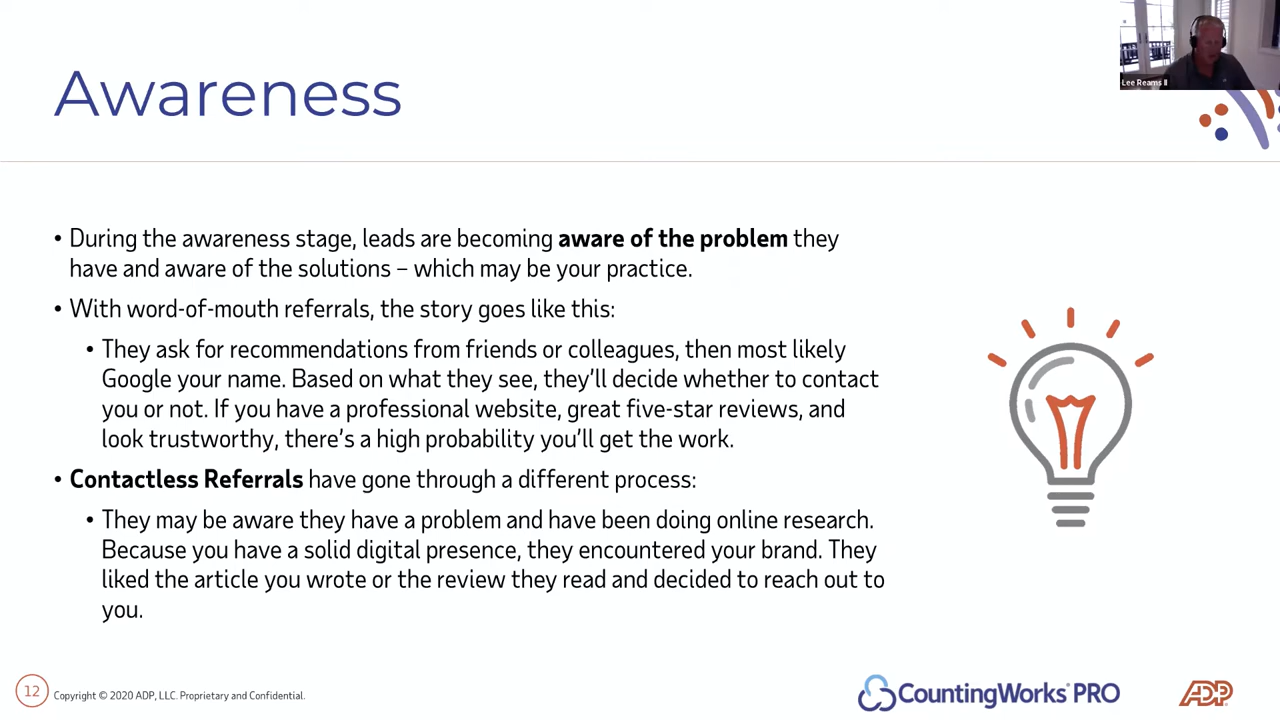 Lee Reams II
Awareness
• During the awareness stage, leads are becoming aware of the problem they
have and aware of the solutions – which may be your practice.
• With word-of-mouth referrals, the story goes like this:
• They ask for recommendations from friends or colleagues, then most likely
Google your name. Based on what they see, they'll decide whether to contact
you or not. If you have a professional website, great five-star reviews, and
look trustworthy, there's a high probability you'll get the work.
• Contactless Referrals have gone through a different process:
• They may be aware they have a problem and have been doing online research.
Because you have a solid digital presence, they encountered your brand. They
liked the article you wrote or the review they read and decided to reach out to
you.
12
Copyright © 2020 ADP, LLC. Proprietary and Confidential.
CountingWorks® PRO
ADP